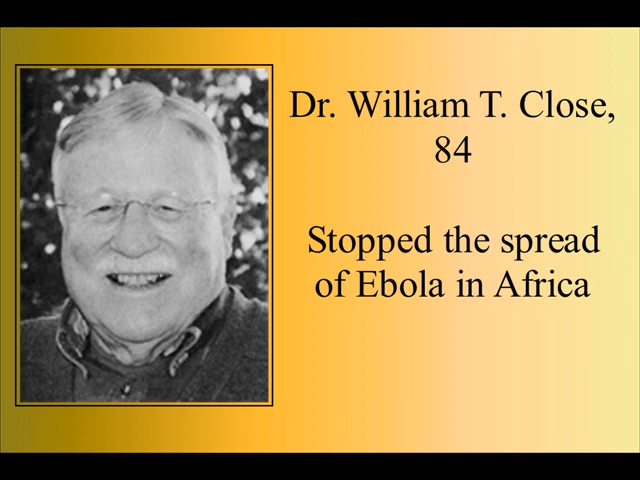 Dr. William T. Close,
84
Stopped the spread
of Ebola in Africa